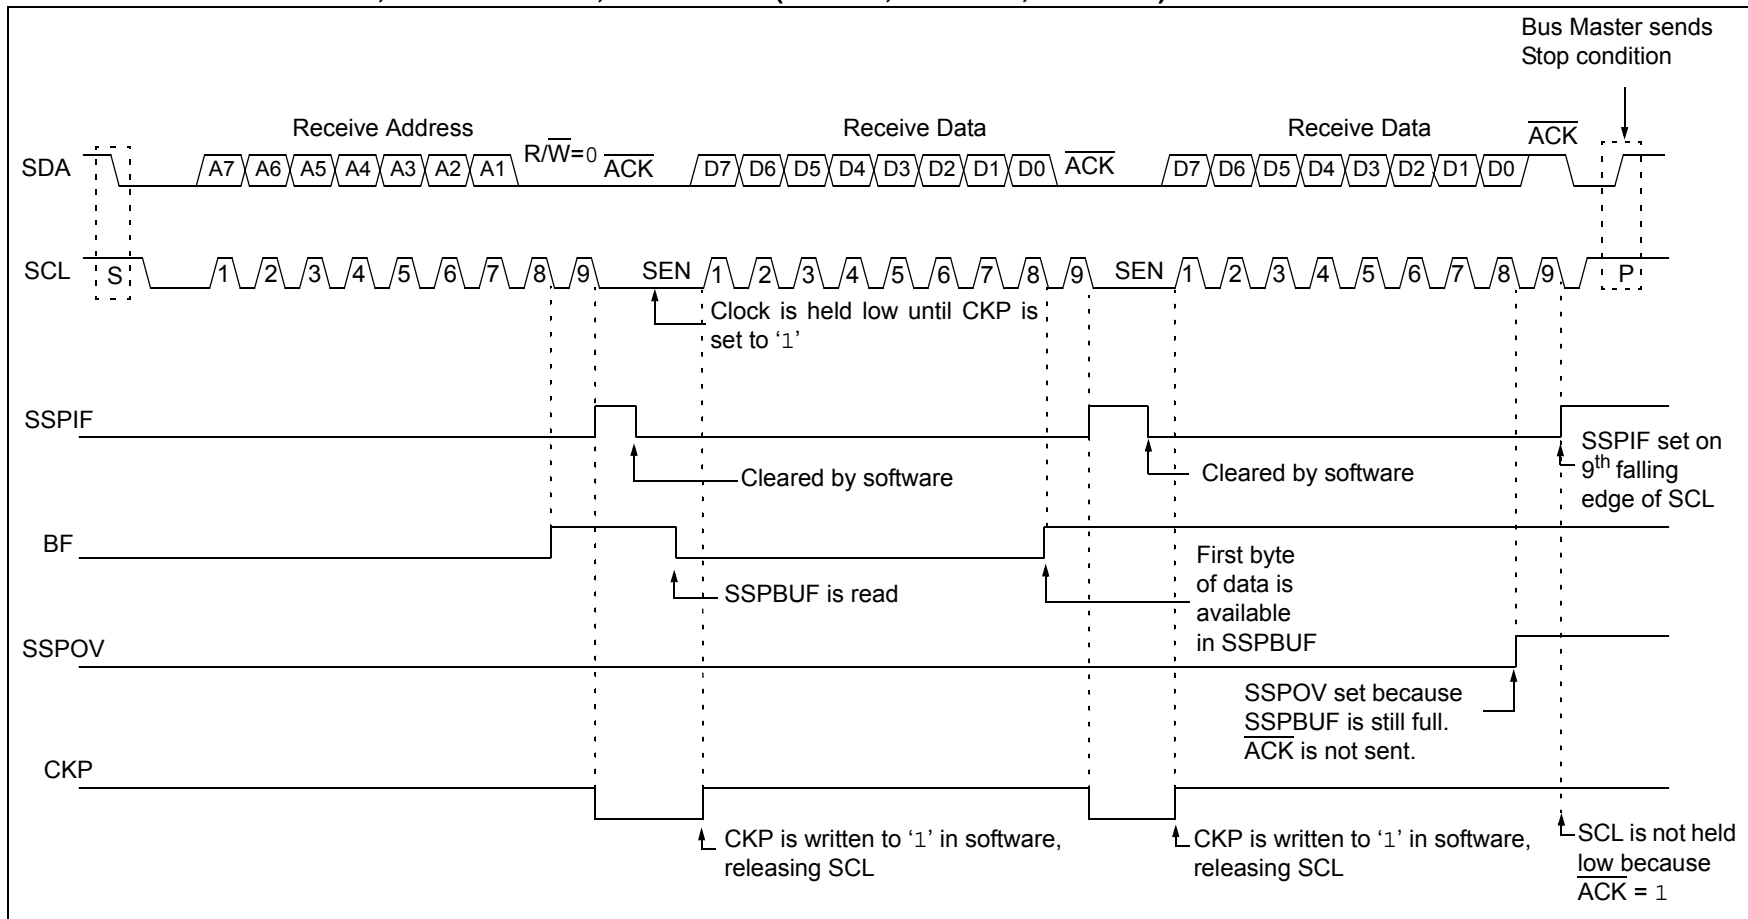 Bus Master sends
Stop condition
Receive Address
Receive Data
Receive Data
ACK
SDA
A7 A6 A5 A4 A3 A2 A1
R/W=0
ACK
D7 D6 D5 D4 D3 D2 D1 D0
ACK
D7 D6 D5 D4 D3 D2 D1 D0
SCL
S
1 2 3 4 5 6 7 8 9
SEN
1 2 3 4 5 6 7 8 9
SEN
1 2 3 4 5 6 7 8 9
P
Clock is held low until CKP is
set to ‘1’
SSPIF
Cleared by software
Cleared by software
SSPIF set on
9th falling
edge of SCL
BF
SSPBUF is read
First byte
of data is
available
in SSPBUF
SSPOV
SSPOV set because
SSPBUF is still full.
ACK is not sent.
CKP
CKP is written to ‘1’ in software,
releasing SCL
CKP is written to ‘1’ in software,
releasing SCL
SCL is not held
low because
ACK = 1